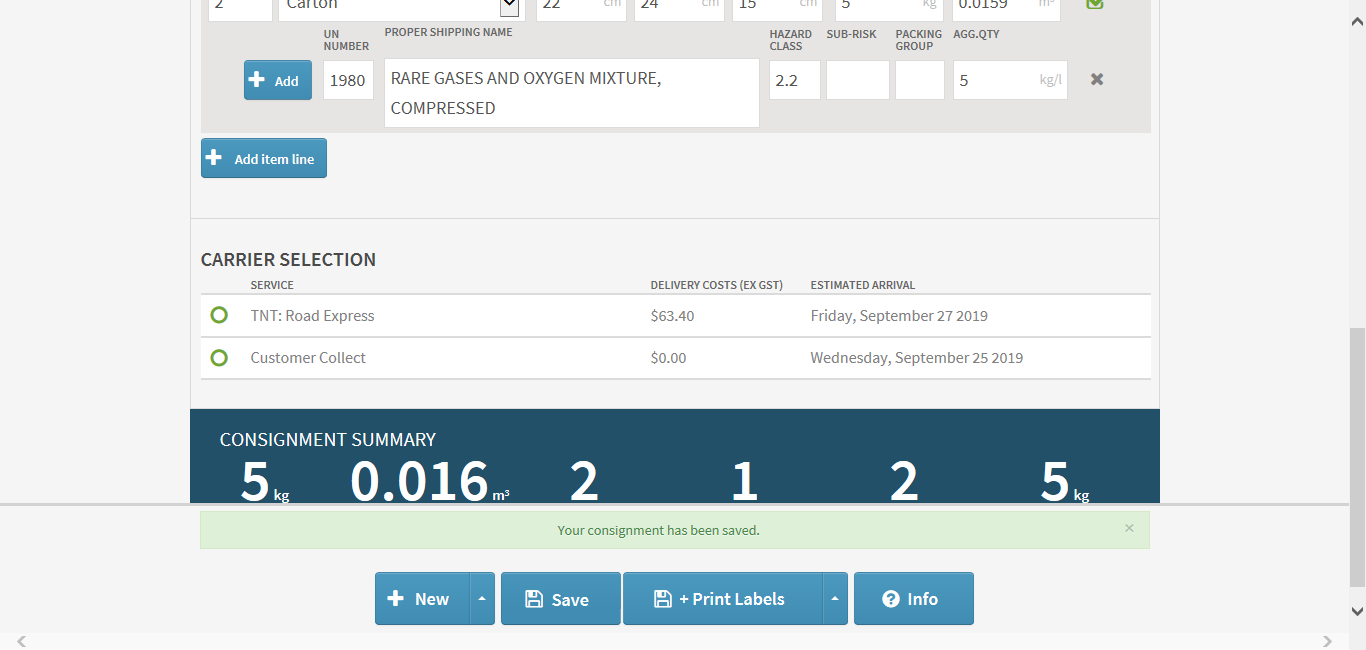 2 Carton 22 cm 24 cm 15 cm 5 kg 0.0159 m³
UN NUMBER PROPER SHIPPING NAME HAZARD CLASS SUB-RISK PACKING GROUP AGG.QTY
Add 1980 RARE GASES AND OXYGEN MIXTURE, 2.2 5 kg/l
COMPRESSED
Add item line
CARRIER SELECTION
SERVICE DELIVERY COSTS (EX GST) ESTIMATED ARRIVAL
TNT: Road Express $63.40 Friday, September 27 2019
Customer Collect $0.00 Wednesday, September 25 2019
CONSIGNMENT SUMMARY
5 kg 0.016 m³ 2 1 2 5 kg
Your consignment has been saved. ×
New Save + Print Labels Info